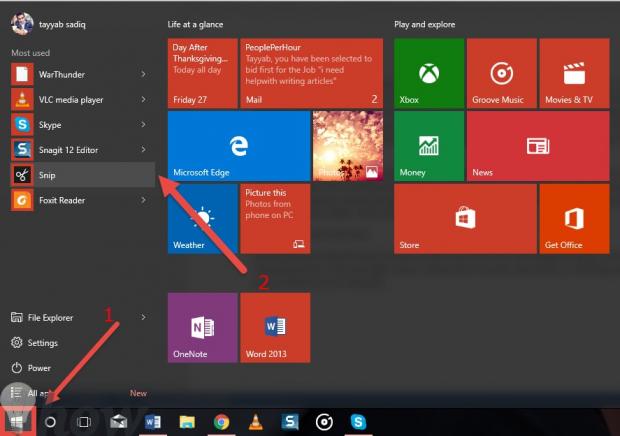 tayyab sadiq
Most used
WarThunder
VLC media player
Skype
Snagit 12 Editor
Snip
Foxit Reader
1
File Explorer
Settings
Power
All
New
Life at a glance
Day After
Thanksgiving...
Today all day
Friday 27
PeoplePerHour
Tayyab, you have been selected to
bid first for the Job "i need
helpwith writing articles"
Mail
2
Microsoft Edge
Photos
Weather
Picture this
Photos from
phone on PC
2
OneNote
Word 2013
Play and explore
Xbox
Groove Music
Movies & TV
Money
News
Store
Get Office